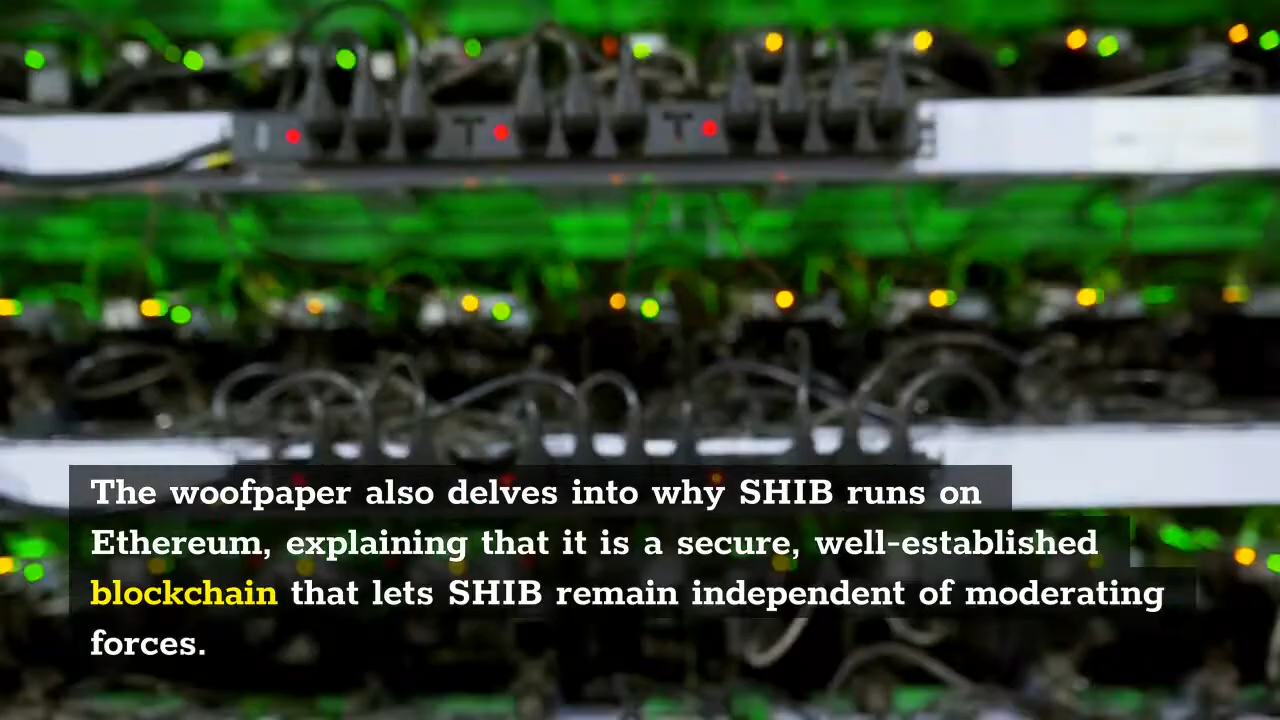 The woofpaper also delves into why SHIB runs on
Ethereum, explaining that it is a secure, well-established
blockchain that lets SHIB remain independent of moderating
forces.